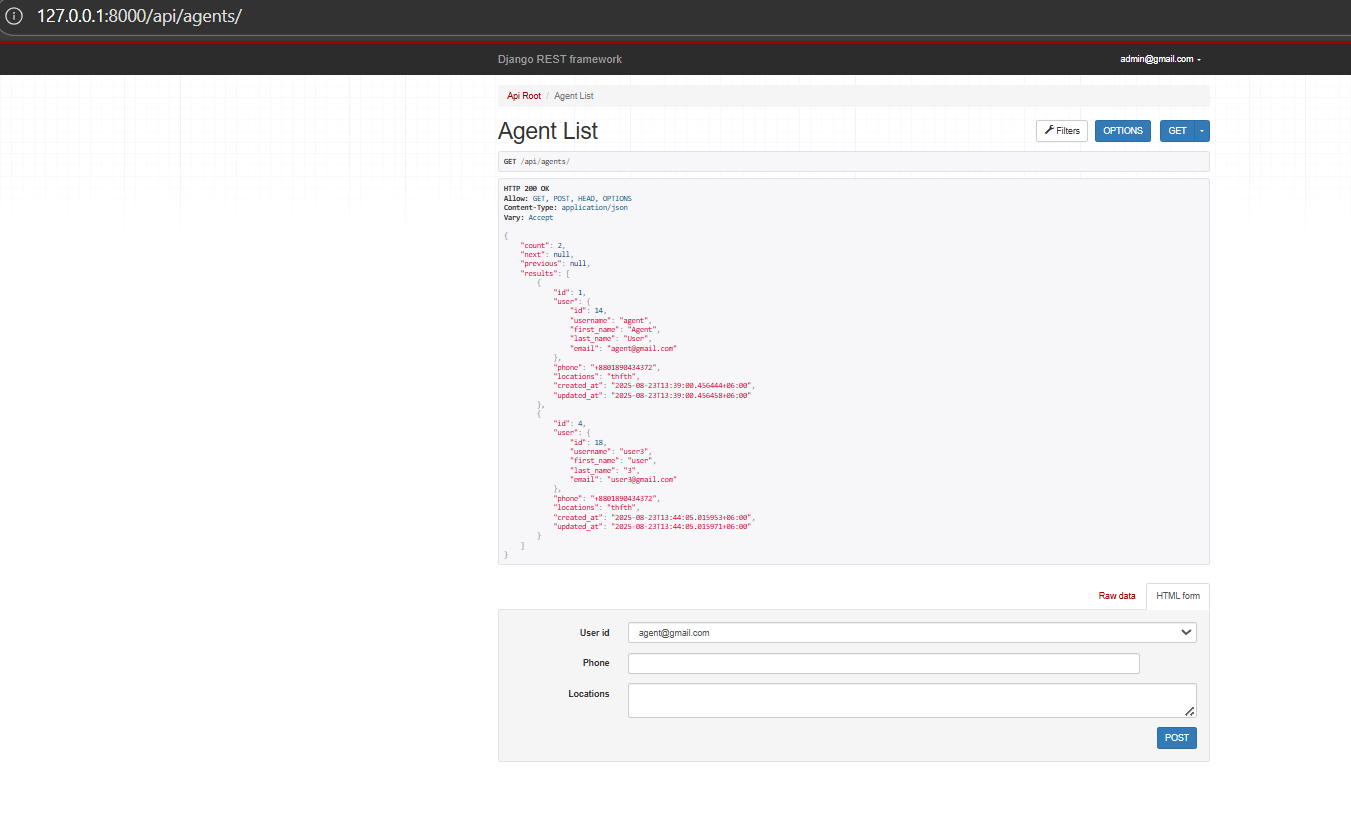 127.0.0.1:8000/api/agents/
Django REST framework
admin@gmail.com
Api Root / Agent List
Agent List
Filters
OPTIONS
GET
GET /api/agents/
HTTP 200 OK
Allow: GET, POST, HEAD, OPTIONS
Content-Type: application/json
Vary: Accept
{
"count": 2,
"next": null,
"previous": null,
"results": [
{
"id": 1,
"user": {
"id": 14,
"username": "agent",
"first_name": "Agent",
"last_name": "User",
"email": "agent@gmail.com"
},
"phone": "+8801890434372",
"locations": "thfth",
"created_at": "2025-08-23T13:39:00.456444+06:00",
"updated_at": "2025-08-23T13:39:00.456458+06:00"
},
{
"id": 4,
"user": {
"id": 18,
"username": "user3",
"first_name": "user",
"last_name": "3",
"email": "user3@gmail.com"
},
"phone": "+8801890434372",
"locations": "thfth",
"created_at": "2025-08-23T13:44:05.015953+06:00",
"updated_at": "2025-08-23T13:44:05.015971+06:00"
}
]
}
Raw data
HTML form
User id
agent@gmail.com
Phone
Locations
POST